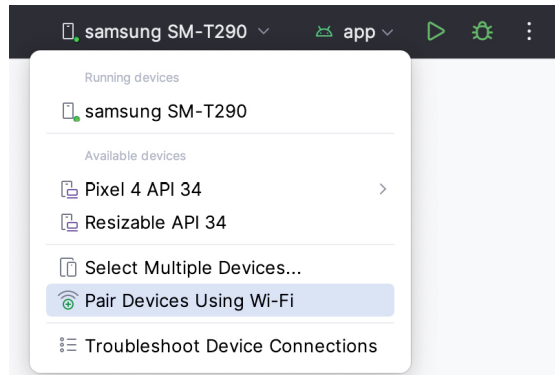 samsung SM-T290 app
Running devices
samsung SM-T290
Available devices
Pixel 4 API 34
Resizable API 34
Select Multiple Devices...
Pair Devices Using Wi-Fi
Troubleshoot Device Connections